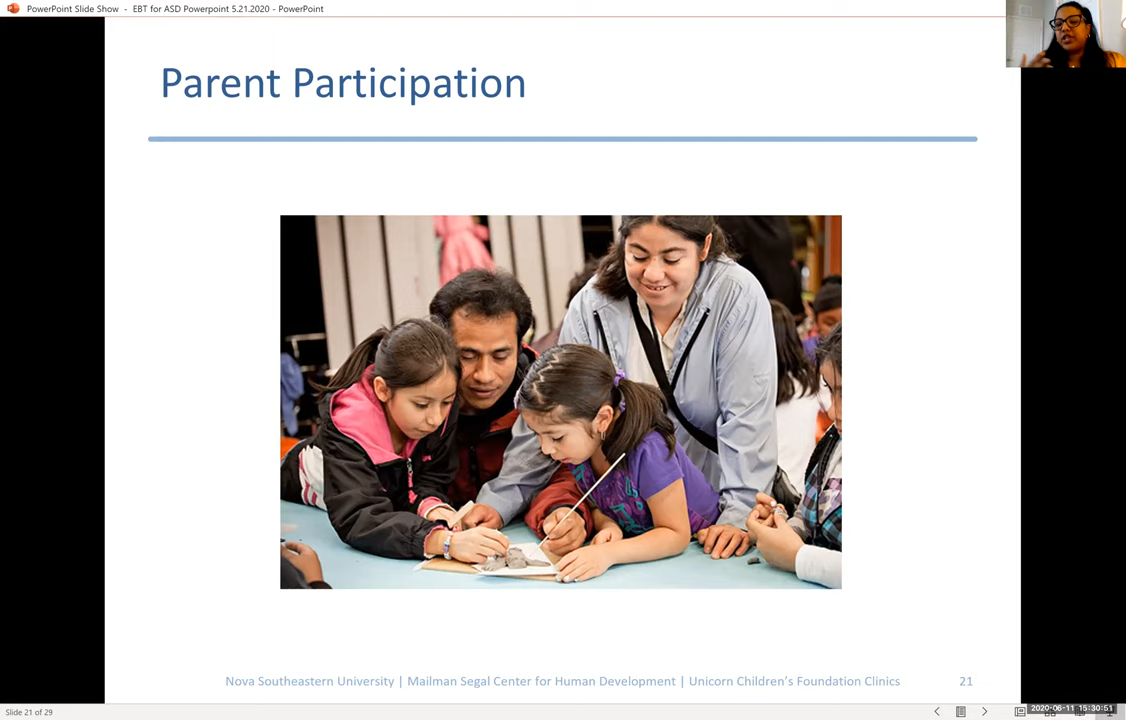 PowerPoint Slide Show - EBT for ASD Powerpoint 5.21.2020 - PowerPoint
Parent Participation
Nova Southeastern University | Mailman Segal Center for Human Development | Unicorn Children's Foundation Clinics 21
Slide 21 of 29
2020-06-11 15:30:51